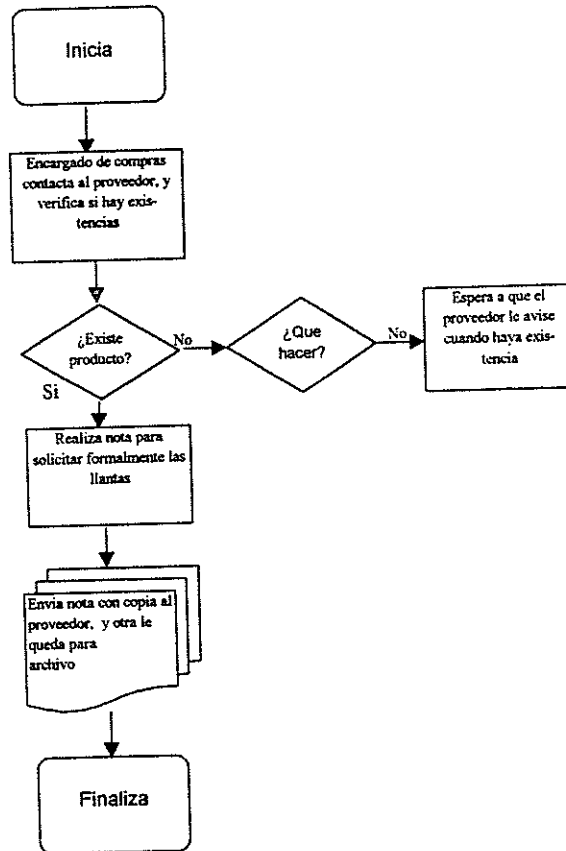 Inicia
Encargado de compras
contacta al proveedor, y
verifica si hay exis-
tencias
¿Existe
producto?
No
¿Que
hacer?
No
Espera a que el
proveedor le avise
cuando haya exis-
tencia
Si
Realiza nota para
solicitar formalmente las
llantas
Envia nota con copia al
proveedor, y otra le
queda para
archivo
Finaliza